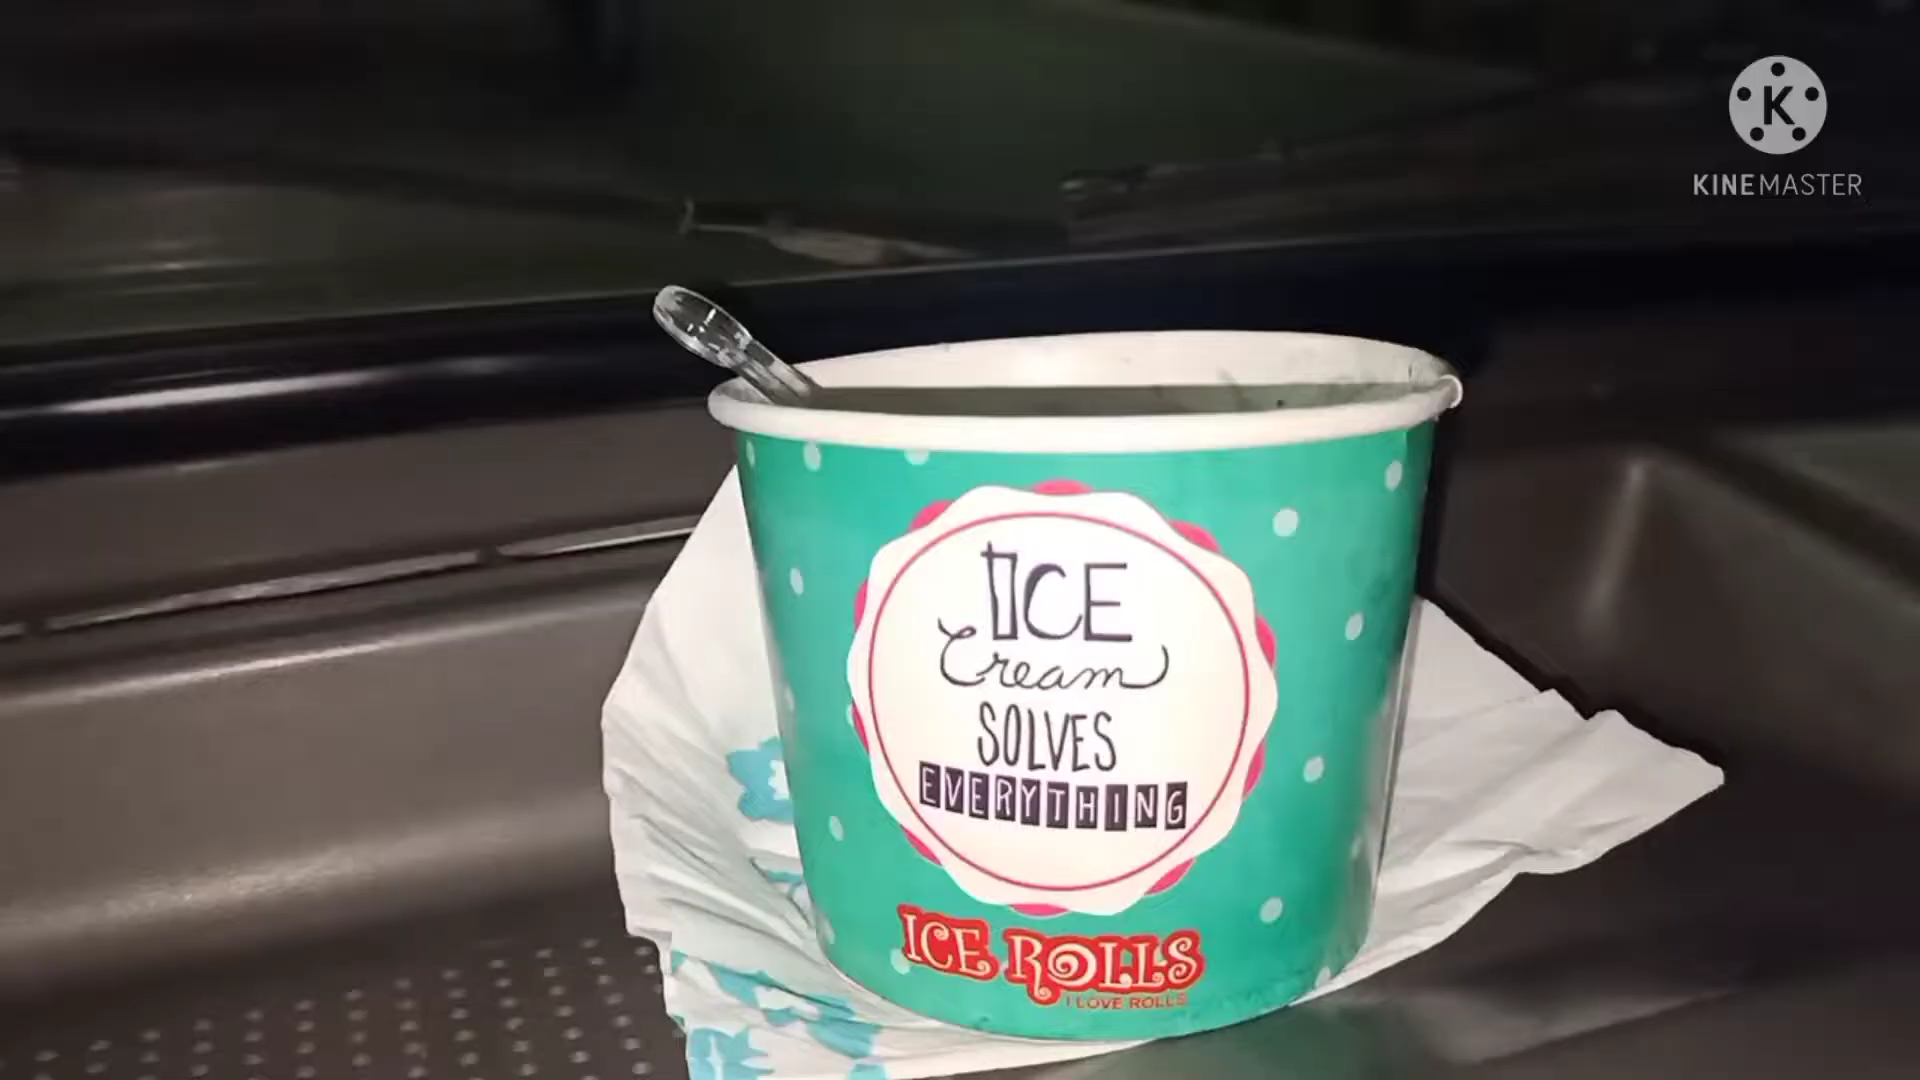 K
KINEMASTER
ICE
Cream
SOLVES
EVERYTHING
ICE ROLLS
I LOVE ROLLS